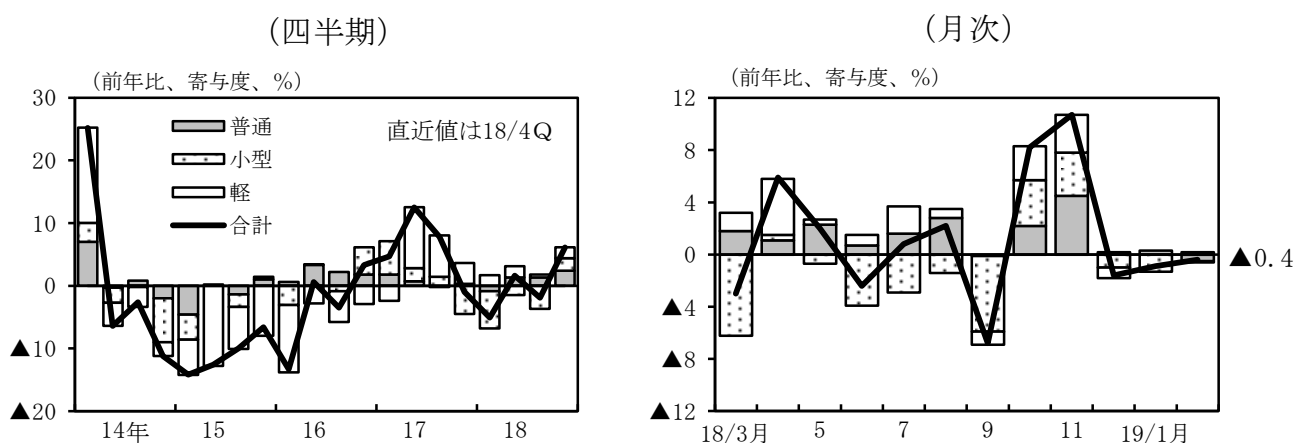 (四半期)
(前年比、寄与度、%)
30
20
10
0
▲10
▲20
普通
小型
軽
合計
直近値は18/4Q
14年 15 16 17 18
(月次)
(前年比、寄与度、%)
12
8
4
0
▲4
▲8
▲12
▲0.4
18/3月 5 7 9 11 19/1月